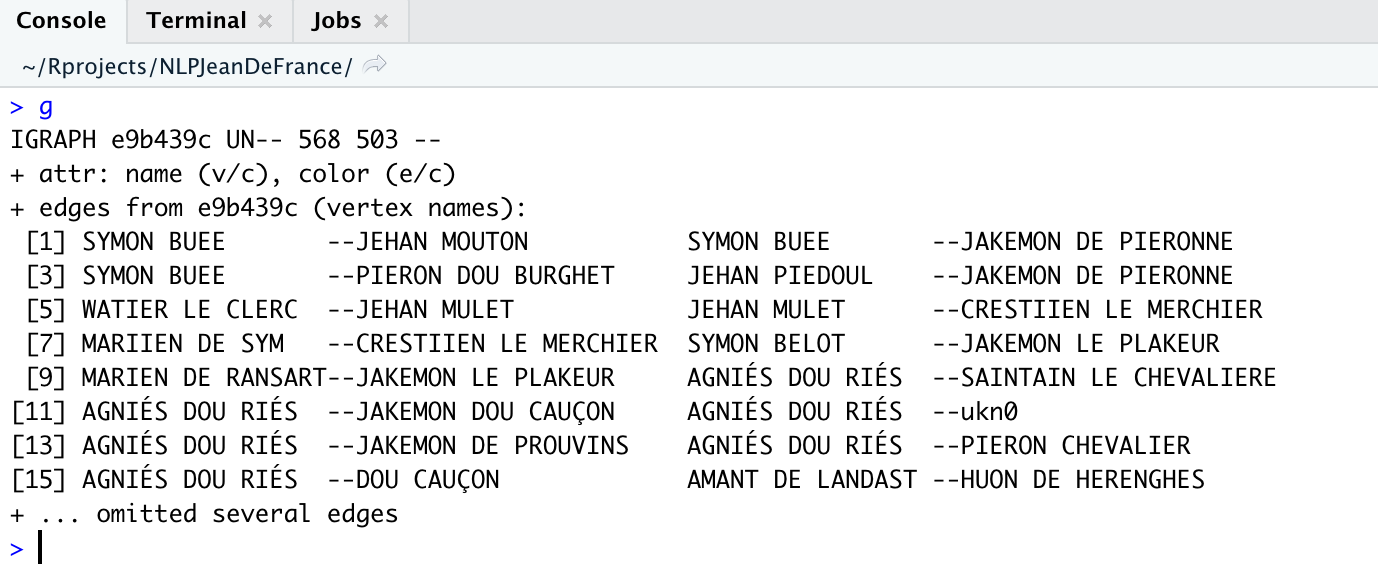 Console Terminal × Jobs ×
~/Rprojects/NLPJeanDeFrance/
> g
IGRAPH e9b439c UN-- 568 503 --
+ attr: name (v/c), color (e/c)
+ edges from e9b439c (vertex names):
 [1] SYMON BUEE       --JEHAN MOUTON           SYMON BUEE       --JAKEMON DE PIERONNE
 [3] SYMON BUEE       --PIERON DOU BURGHET     JEHAN PIEDOUL    --JAKEMON DE PIERONNE
 [5] WATIER LE CLERC  --JEHAN MULET            JEHAN MULET      --CRESTIIEN LE MERCHIER
 [7] MARIIEN DE SYM   --CRESTIIEN LE MERCHIER  SYMON BELOT      --JAKEMON LE PLAKEUR
 [9] MARIEN DE RANSART--JAKEMON LE PLAKEUR     AGNIÉS DOU RIÉS  --SAINTAIN LE CHEVALIERE
[11] AGNIÉS DOU RIÉS  --JAKEMON DOU CAUÇON     AGNIÉS DOU RIÉS  --ukn0
[13] AGNIÉS DOU RIÉS  --JAKEMON DE PROUVINS    AGNIÉS DOU RIÉS  --PIERON CHEVALIER
[15] AGNIÉS DOU RIÉS  --DOU CAUÇON             AMANT DE LANDAST --HUON DE HERENGHES
+ ... omitted several edges
>